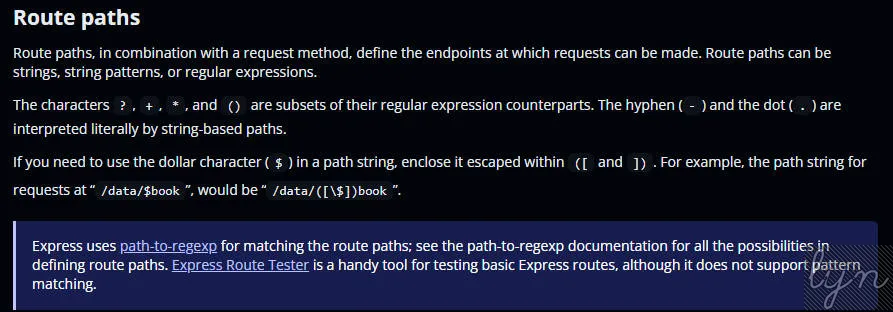 Route paths
Route paths, in combination with a request method, define the endpoints at which requests can be made. Route paths can be
strings, string patterns, or regular expressions.
The characters ?, +, *, and () are subsets of their regular expression counterparts. The hyphen (-) and the dot (.) are
interpreted literally by string-based paths.
If you need to use the dollar character ($) in a path string, enclose it escaped within ([ and ]). For example, the path string for
requests at “/data/$book”, would be “/data/([\$])book”.
Express uses path-to-regexp for matching the route paths; see the path-to-regexp documentation for all the possibilities in
defining route paths. Express Route Tester is a handy tool for testing basic Express routes, although it does not support pattern
matching.
lyn